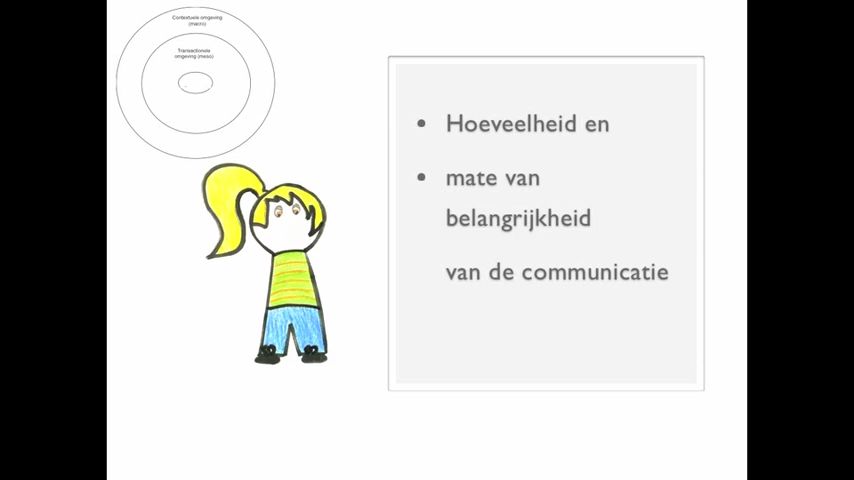 Contextuele omgeving
(macro)
Transactionele
omgeving (meso)
• Hoeveelheid en
• mate van
belangrijkheid
van de communicatie